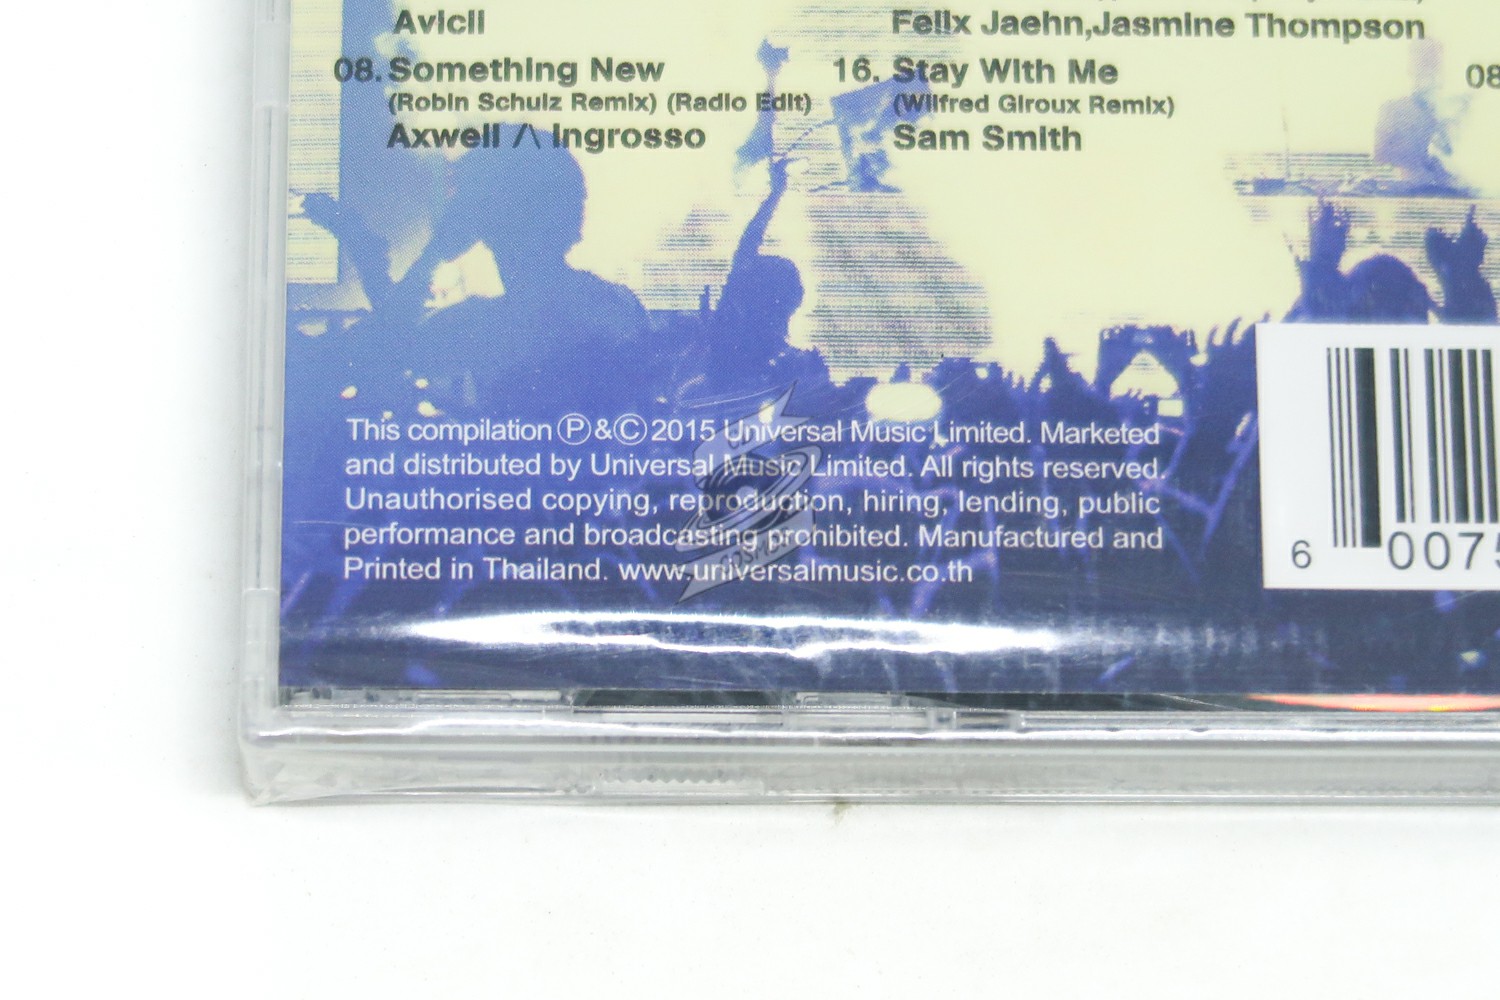 Avicii
Felix Jaehn,Jasmine Thompson
08. Something New
(Robin Schulz Remix) (Radio Edit)
Axwell /\ Ingrosso
16. Stay With Me
(Wilfred Giroux Remix)
Sam Smith
08
This compilation Ⓟ&Ⓒ 2015 Universal Music Limited. Marketed
and distributed by Universal Music Limited. All rights reserved.
Unauthorised copying, reproduction, hiring, lending, public
performance and broadcasting prohibited. Manufactured and
Printed in Thailand. www.universalmusic.co.th
6 0075